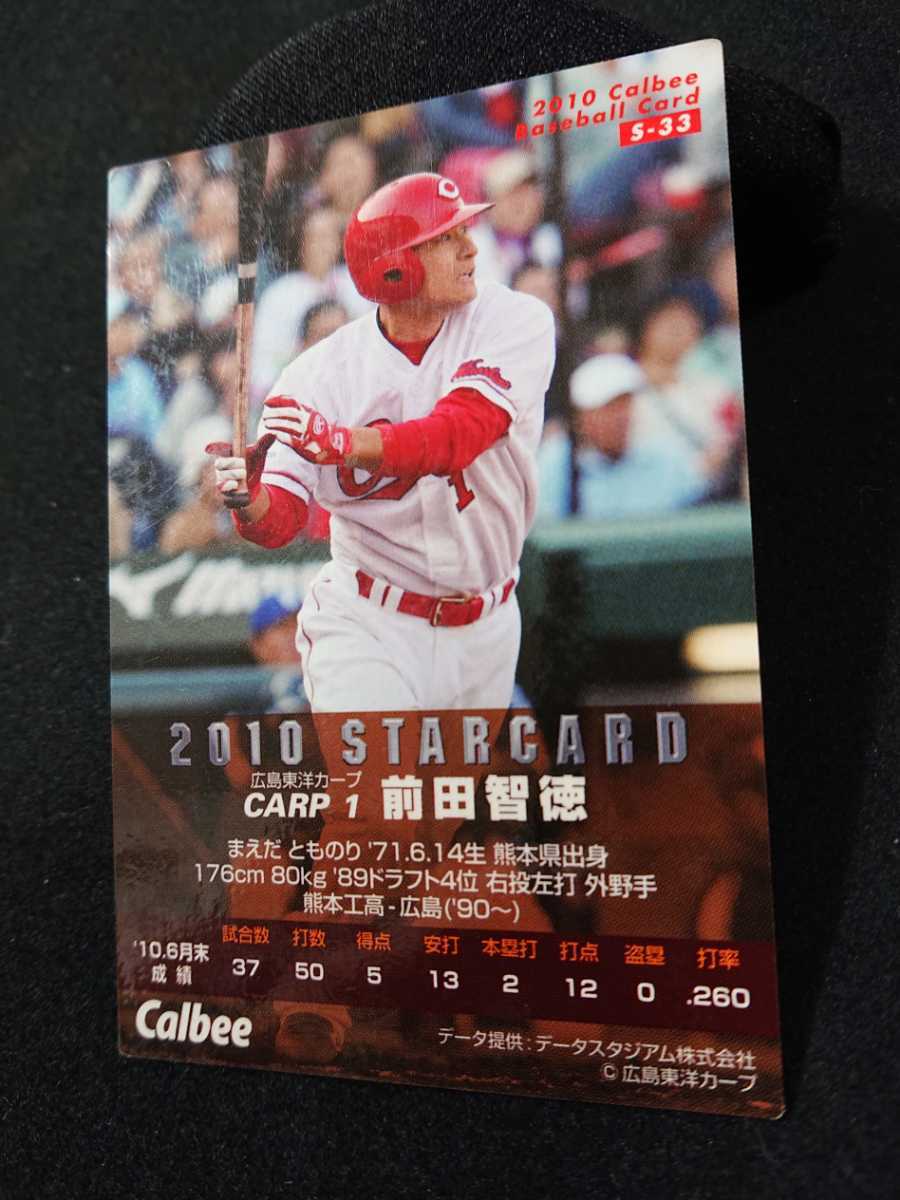 2010 Calbee
Baseball Card
S-33
C
1
Mizuno
2010 STARCARD
広島東洋カープ
CARP 1 前田智徳
まえだ とものり '71.6.14生 熊本県出身
176cm 80kg '89ドラフト4位 右投左打 外野手
熊本工高-広島('90〜)
'10.6月末成績 試合数 打数 得点 安打 本塁打 打点 盗塁 打率
37 50 5 13 2 12 0 .260
Calbee
データ提供:データスタジアム株式会社
©広島東洋カープ